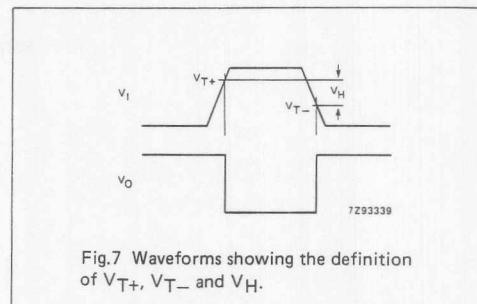 VT+
VI
VH
VT−
VO
7Z93339
Fig.7 Waveforms showing the definition
of VT+, VT− and VH.